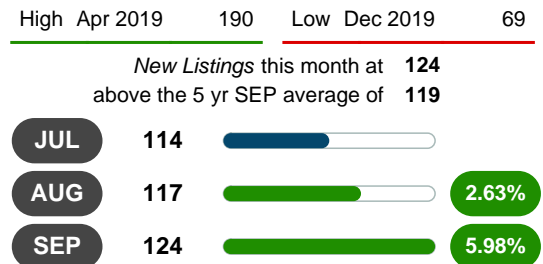 High Apr 2019 190 Low Dec 2019 69
New Listings this month at 124
above the 5 yr SEP average of 119
JUL 114
AUG 117 2.63%
SEP 124 5.98%